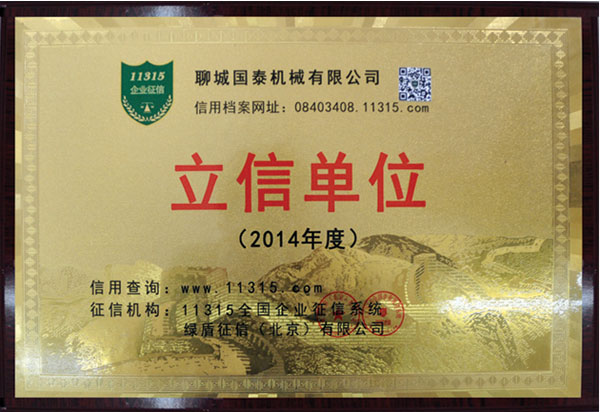 11315
企业征信
聊城国泰机械有限公司
信用档案网址：08403408.11315.com
立信单位
（2014年度）
信用查询：www.11315.com
征信机构：11315全国企业征信系统
绿盾征信（北京）有限公司